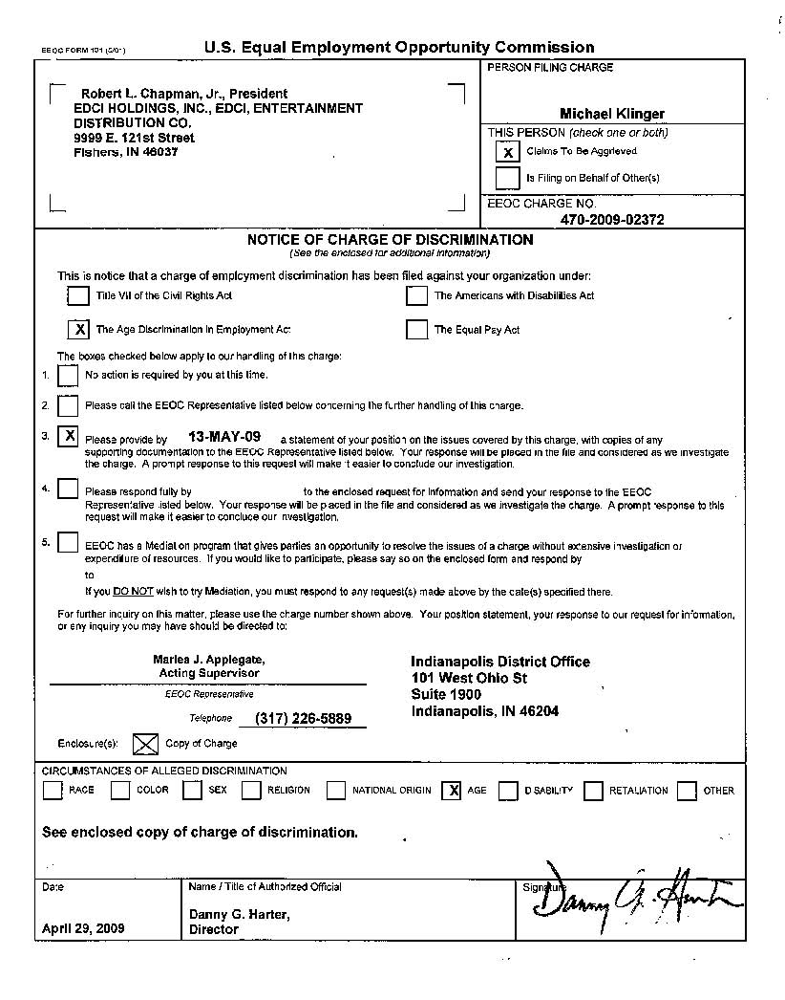 EEOC FORM 131 (5/01)
U.S. Equal Employment Opportunity Commission
PERSON FILING CHARGE
Robert L. Chapman, Jr., President
EDCI HOLDINGS, INC., EDCI, ENTERTAINMENT
DISTRIBUTION CO.
9999 E. 121st Street
Fishers, IN 46037
Michael Klinger
THIS PERSON (check one or both)
X Claims To Be Aggrieved
Is Filing on Behalf of Other(s)
EEOC CHARGE NO.
470-2009-02372
NOTICE OF CHARGE OF DISCRIMINATION
(See the enclosed for additional information)
This is notice that a charge of employment discrimination has been filed against your organization under:
Title VII of the Civil Rights Act
The Americans with Disabilities Act
X The Age Discrimination in Employment Act
The Equal Pay Act
The boxes checked below apply to our handling of this charge:
1. No action is required by you at this time.
2. Please call the EEOC Representative listed below concerning the further handling of this charge.
3. X Please provide by 13-MAY-09 a statement of your position on the issues covered by this charge, with copies of any
supporting documentation to the EEOC Representative listed below. Your response will be placed in the file and considered as we investigate
the charge. A prompt response to this request will make it easier to conclude our investigation.
4. Please respond fully by to the enclosed request for information and send your response to the EEOC
Representative listed below. Your response will be placed in the file and considered as we investigate the charge. A prompt response to this
request will make it easier to conclude our investigation.
5. EEOC has a Mediation program that gives parties an opportunity to resolve the issues of a charge without extensive investigation or
expenditure of resources. If you would like to participate, please say so on the enclosed form and respond by
to
If you DO NOT wish to try Mediation, you must respond to any request(s) made above by the date(s) specified there.
For further inquiry on this matter, please use the charge number shown above. Your position statement, your response to our request for information,
or any inquiry you may have should be directed to:
Marlea J. Applegate,
Acting Supervisor
EEOC Representative
Telephone (317) 226-5889
Indianapolis District Office
101 West Ohio St
Suite 1900
Indianapolis, IN 46204
Enclosure(s): X Copy of Charge
CIRCUMSTANCES OF ALLEGED DISCRIMINATION
RACE COLOR SEX RELIGION NATIONAL ORIGIN X AGE DISABILITY RETALIATION OTHER
See enclosed copy of charge of discrimination.
Date
April 29, 2009
Name / Title of Authorized Official
Danny G. Harter,
Director
Signature
Danny G. Harter